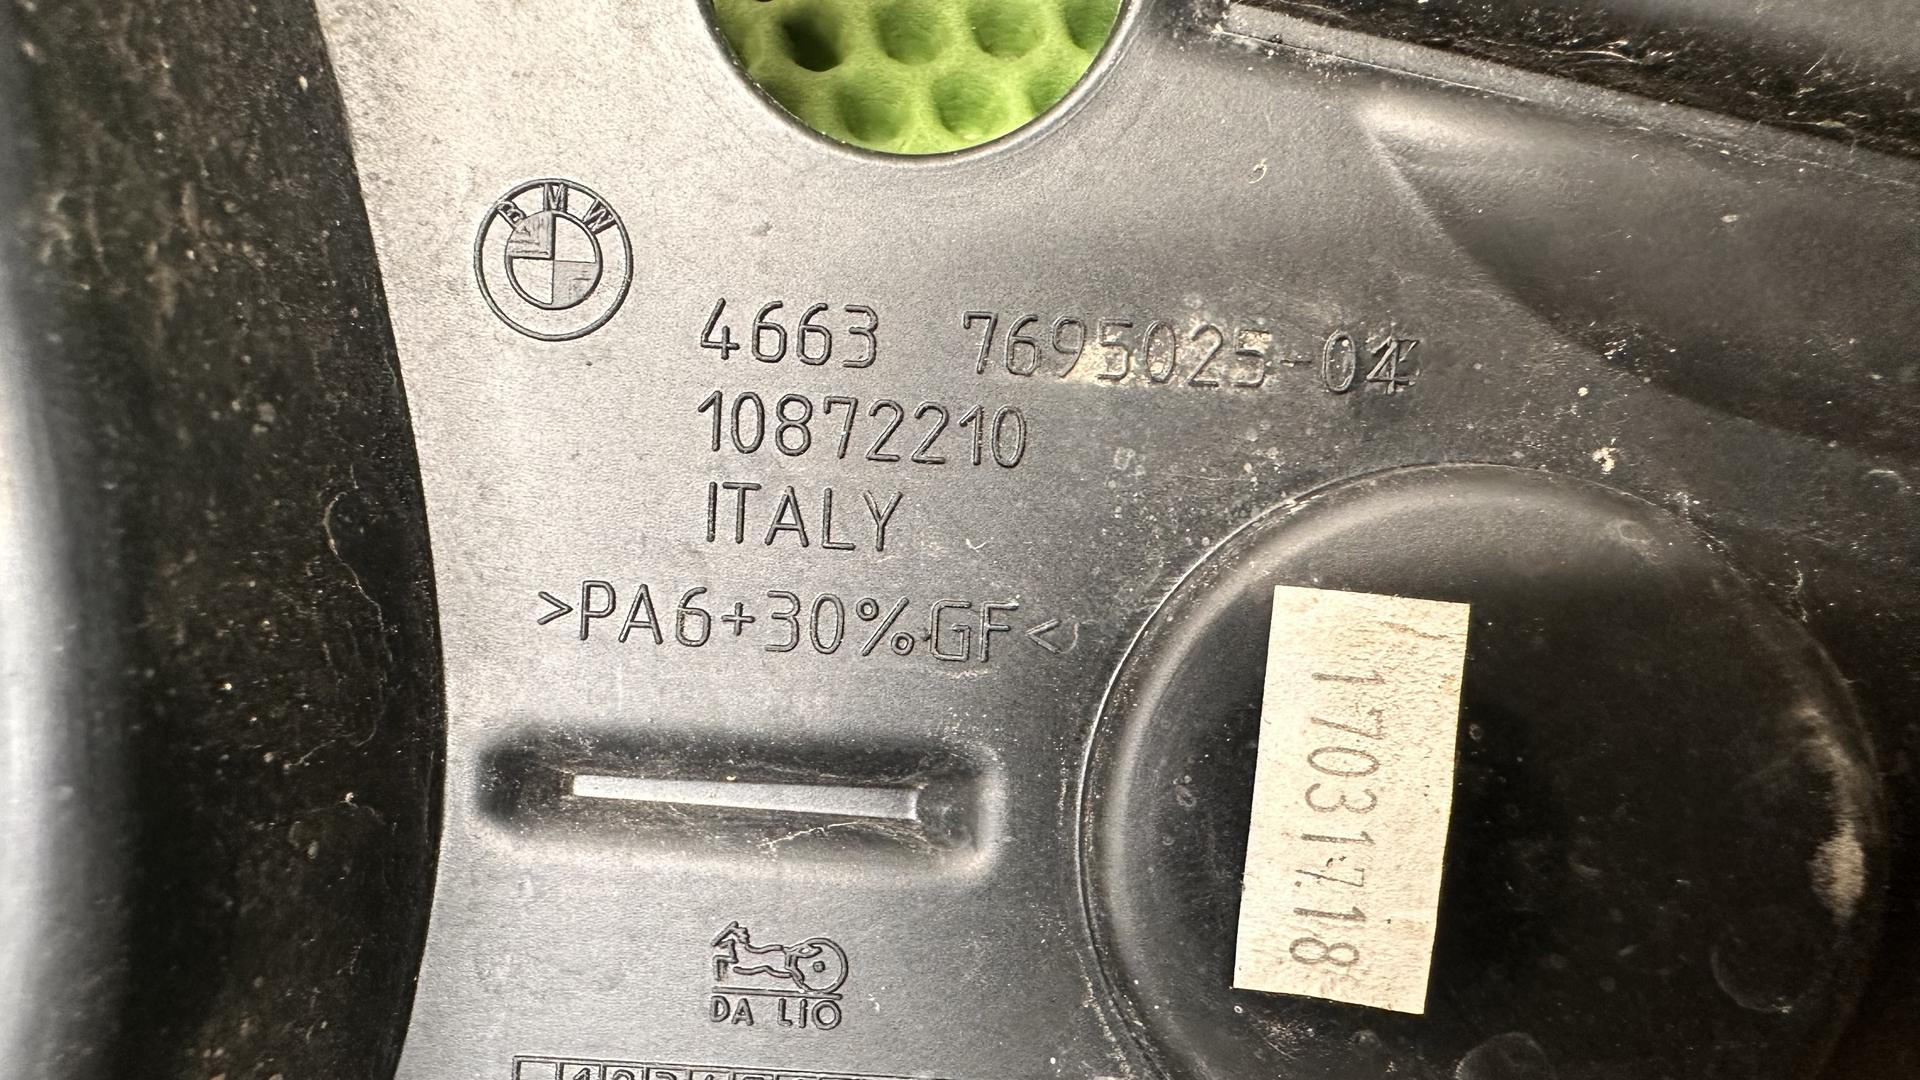 BMW
4663 7695025-04
10872210
ITALY
>PA6+30%GF<
17031718
DA LIO